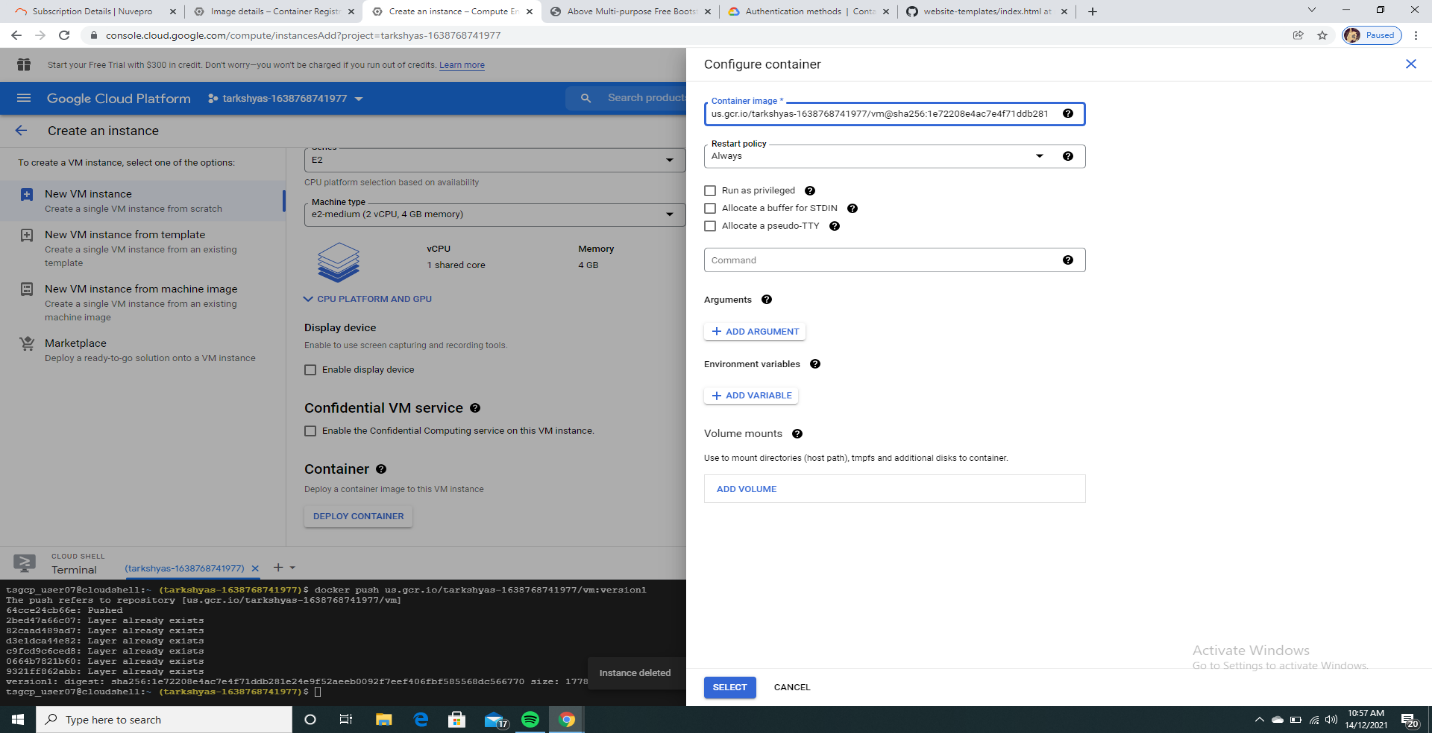 Subscription Details | Nuvepro
Image details – Container Registr
Create an instance – Compute En
Above Multi-purpose Free Bootst
Authentication methods | Conta
website-templates/index.html at
console.cloud.google.com/compute/instancesAdd?project=tarkshyas-1638768741977
Paused
Start your Free Trial with $300 in credit. Don't worry—you won't be charged if you run out of credits. Learn more
Google Cloud Platform
tarkshyas-1638768741977
Search product
Create an instance
To create a VM instance, select one of the options:
New VM instance
Create a single VM instance from scratch
New VM instance from template
Create a single VM instance from an existing
template
New VM instance from machine image
Create a single VM instance from an existing
machine image
Marketplace
Deploy a ready-to-go solution onto a VM instance
Series
E2
CPU platform selection based on availability
Machine type
e2-medium (2 vCPU, 4 GB memory)
vCPU
Memory
1 shared core
4 GB
CPU PLATFORM AND GPU
Display device
Enable to use screen capturing and recording tools.
Enable display device
Confidential VM service
Enable the Confidential Computing service on this VM instance.
Container
Deploy a container image to this VM instance
DEPLOY CONTAINER
Configure container
Container image *
us.gcr.io/tarkshyas-1638768741977/vm@sha256:1e72208e4ac7e4f71ddb281
Restart policy
Always
Run as privileged
Allocate a buffer for STDIN
Allocate a pseudo-TTY
Command
Arguments
ADD ARGUMENT
Environment variables
ADD VARIABLE
Volume mounts
Use to mount directories (host path), tmpfs and additional disks to container.
ADD VOLUME
SELECT
CANCEL
CLOUD SHELL
Terminal
(tarkshyas-1638768741977)
tsgcp_user07@cloudshell:~ (tarkshyas-1638768741977)$ docker push us.gcr.io/tarkshyas-1638768741977/vm:version1
The push refers to repository [us.gcr.io/tarkshyas-1638768741977/vm]
64cce24cb66e: Pushed
2bed47a66c07: Layer already exists
82caad489ad7: Layer already exists
d3e1dca44e82: Layer already exists
c9fcd9c6ced8: Layer already exists
0664b7821b60: Layer already exists
9321ff862abb: Layer already exists
version1: digest: sha256:1e72208e4ac7e4f71ddb281e24e9f52aeeb0092f7eef406fbf585568dc566770 size: 1778
tsgcp_user07@cloudshell:~ (tarkshyas-1638768741977)$
Instance deleted
Activate Windows
Go to Settings to activate Windows.
Type here to search
17
10:57 AM
14/12/2021
20